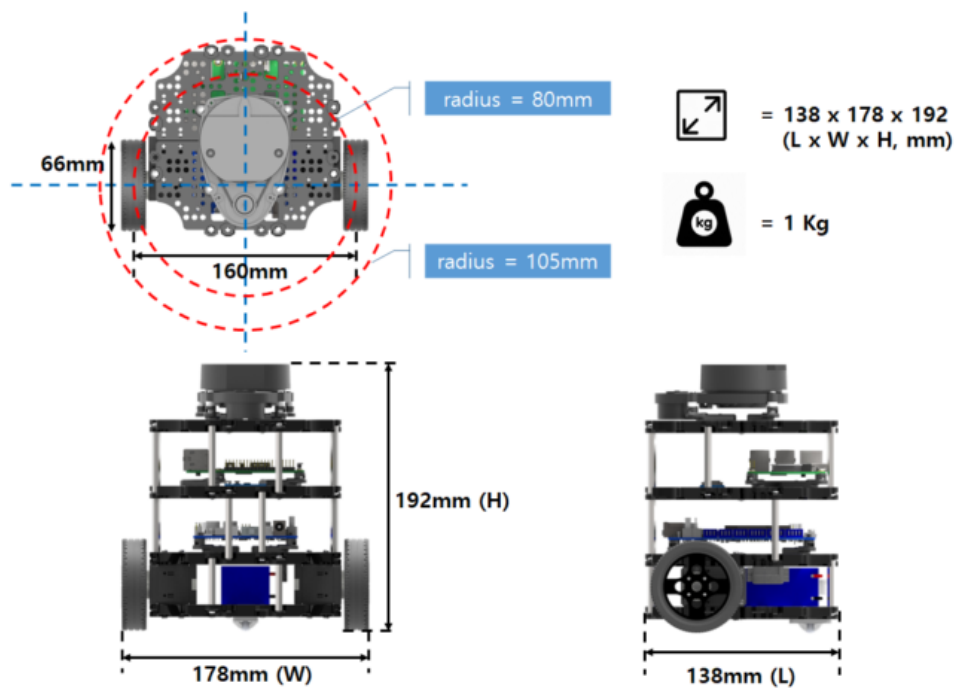 radius = 80mm
= 138 x 178 x 192
(L x W x H, mm)
66mm
kg
= 1 Kg
160mm
radius = 105mm
192mm (H)
178mm (W)
138mm (L)